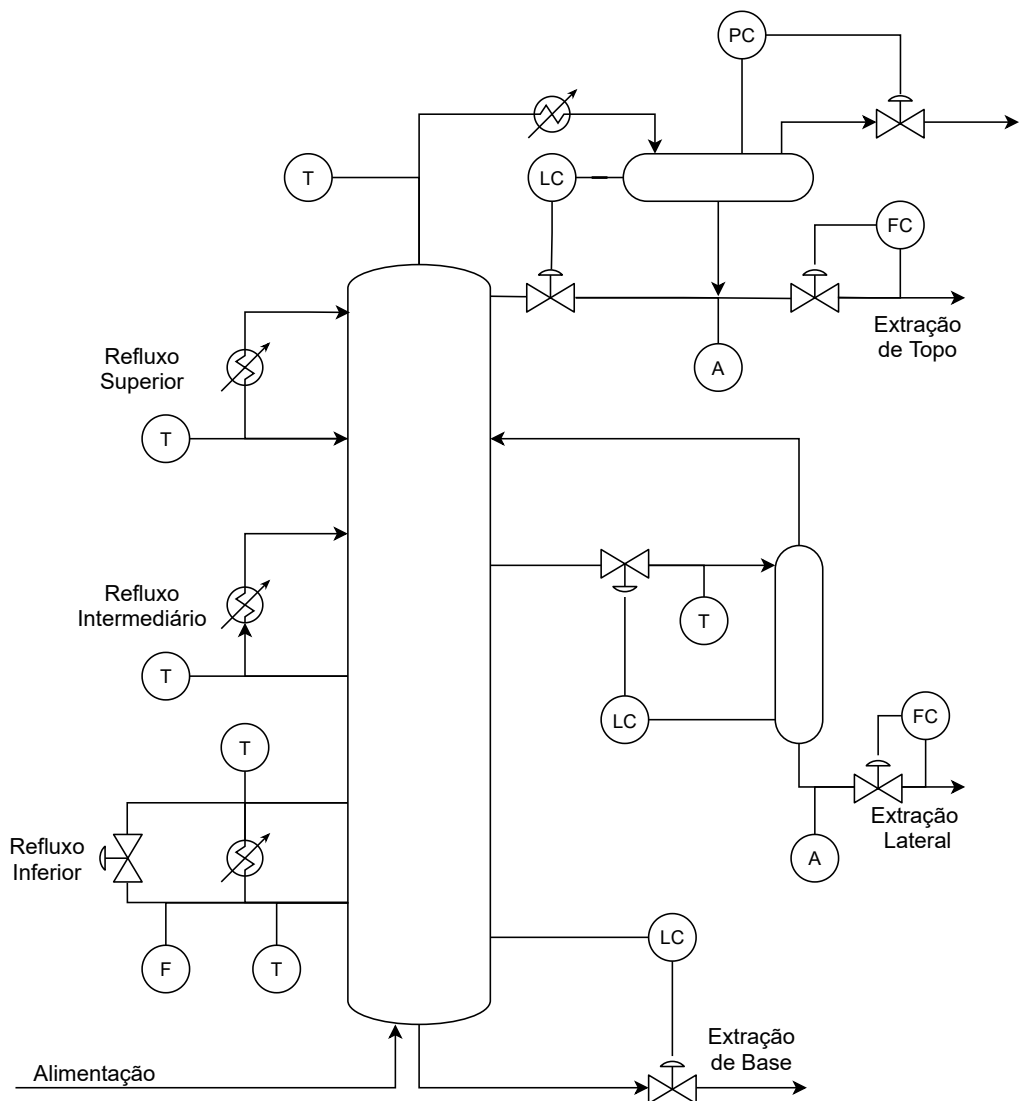 PC
T
LC
FC
Extração
de Topo
Refluxo
Superior
A
T
Refluxo
Intermediário
T
T
LC
FC
T
Extração
Lateral
Refluxo
Inferior
A
LC
F
T
Extração
de Base
Alimentação